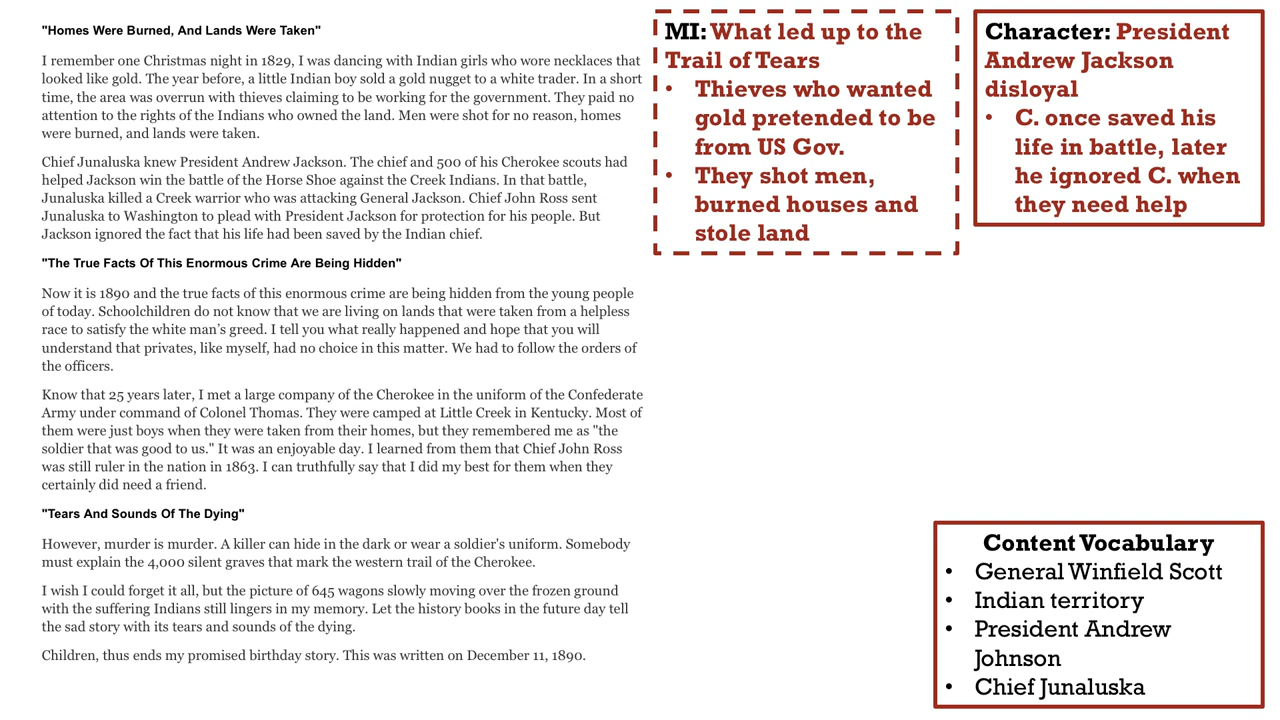 "Homes Were Burned, And Lands Were Taken"
I remember one Christmas night in 1829, I was dancing with Indian girls who wore necklaces that
looked like gold. The year before, a little Indian boy sold a gold nugget to a white trader. In a short
time, the area was overrun with thieves claiming to be working for the government. They paid no
attention to the rights of the Indians who owned the land. Men were shot for no reason, homes
were burned, and lands were taken.
Chief Junaluska knew President Andrew Jackson. The chief and 500 of his Cherokee scouts had
helped Jackson win the battle of the Horse Shoe against the Creek Indians. In that battle,
Junaluska killed a Creek warrior who was attacking General Jackson. Chief John Ross sent
Junaluska to Washington to plead with President Jackson for protection for his people. But
Jackson ignored the fact that his life had been saved by the Indian chief.
"The True Facts Of This Enormous Crime Are Being Hidden"
Now it is 1890 and the true facts of this enormous crime are being hidden from the young people
of today. Schoolchildren do not know that we are living on lands that were taken from a helpless
race to satisfy the white man's greed. I tell you what really happened and hope that you will
understand that privates, like myself, had no choice in this matter. We had to follow the orders of
the officers.
Know that 25 years later, I met a large company of the Cherokee in the uniform of the Confederate
Army under command of Colonel Thomas. They were camped at Little Creek in Kentucky. Most of
them were just boys when they were taken from their homes, but they remembered me as "the
soldier that was good to us." It was an enjoyable day. I learned from them that Chief John Ross
was still ruler in the nation in 1863. I can truthfully say that I did my best for them when they
certainly did need a friend.
"Tears And Sounds Of The Dying"
However, murder is murder. A killer can hide in the dark or wear a soldier's uniform. Somebody
must explain the 4,000 silent graves that mark the western trail of the Cherokee.
I wish I could forget it all, but the picture of 645 wagons slowly moving over the frozen ground
with the suffering Indians still lingers in my memory. Let the history books in the future day tell
the sad story with its tears and sounds of the dying.
Children, thus ends my promised birthday story. This was written on December 11, 1890.
MI: What led up to the
Trail of Tears
• Thieves who wanted
gold pretended to be
from US Gov.
• They shot men,
burned houses and
stole land
Character: President
Andrew Jackson
disloyal
• C. once saved his
life in battle, later
he ignored C. when
they need help
Content Vocabulary
• General Winfield Scott
• Indian territory
• President Andrew
Johnson
• Chief Junaluska